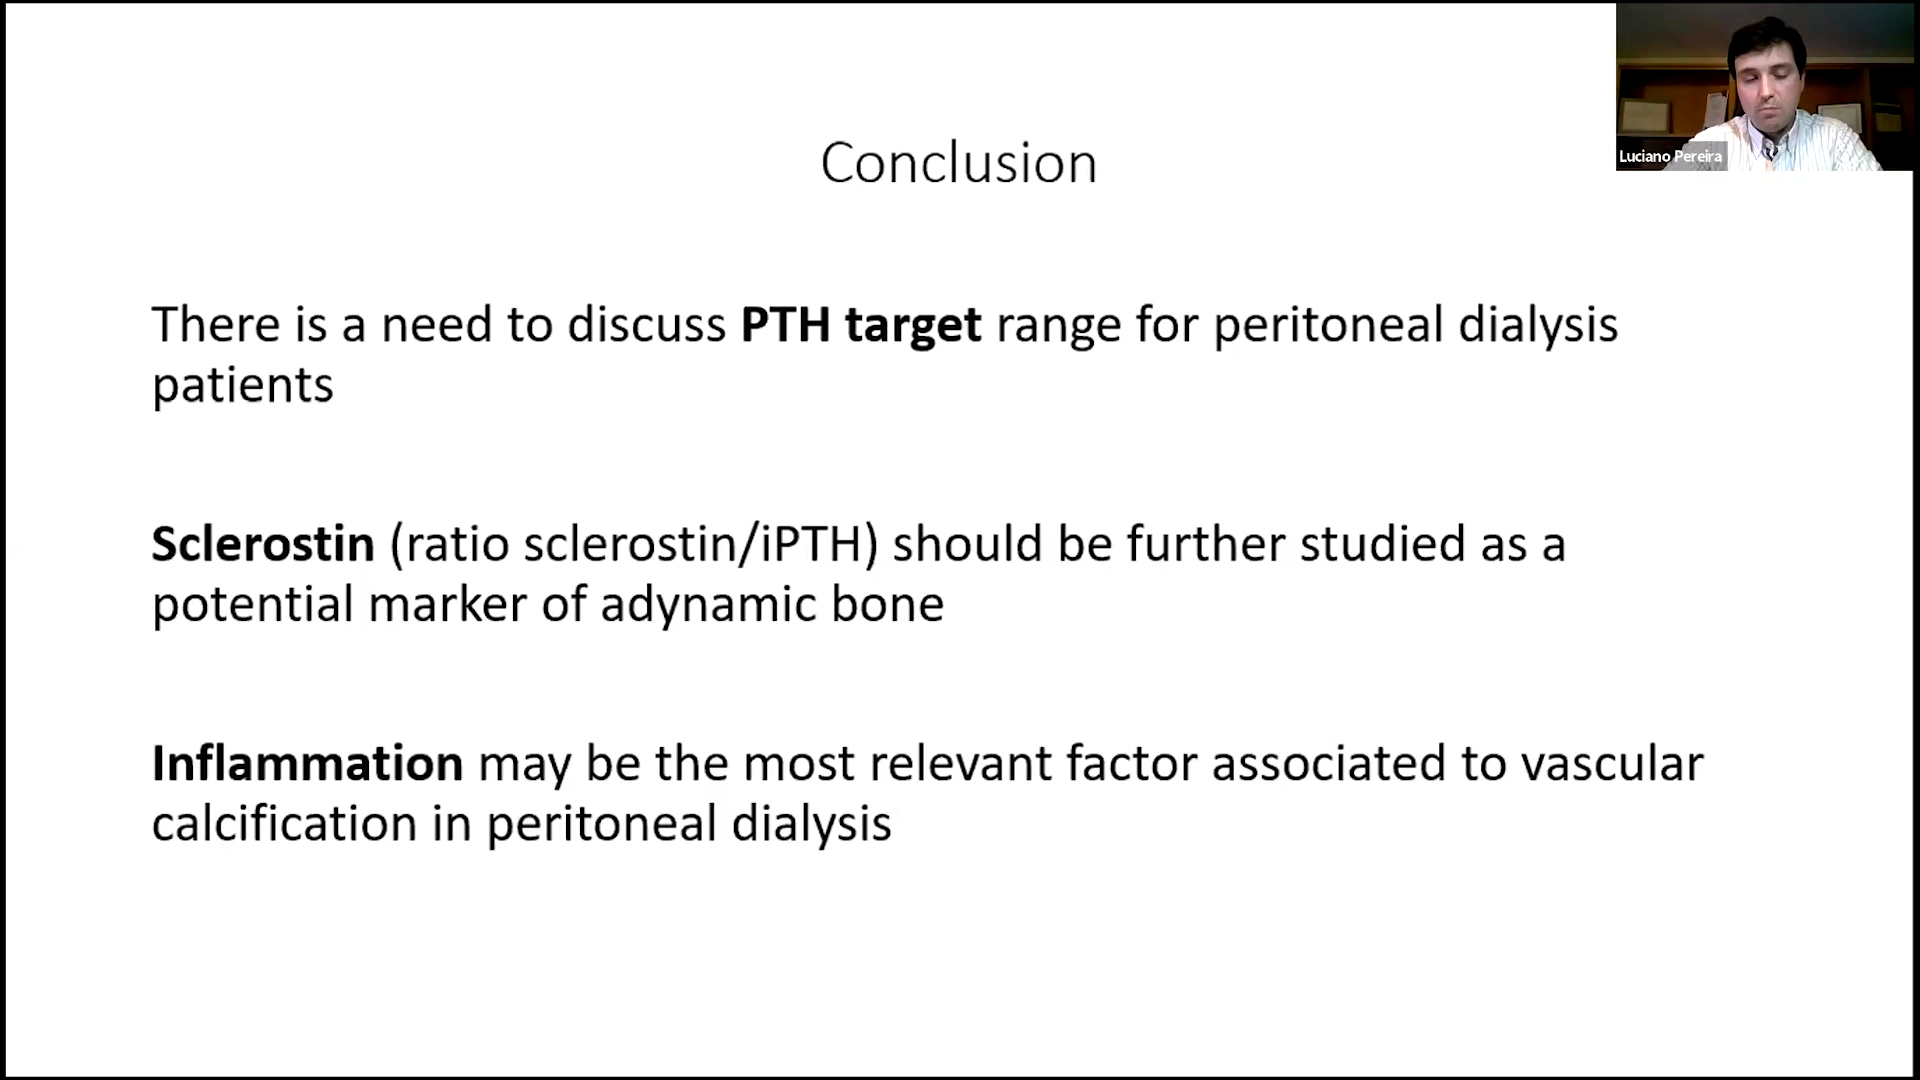 Luciano Pereira
Conclusion
There is a need to discuss PTH target range for peritoneal dialysis
patients
Sclerostin (ratio sclerostin/iPTH) should be further studied as a
potential marker of adynamic bone
Inflammation may be the most relevant factor associated to vascular
calcification in peritoneal dialysis